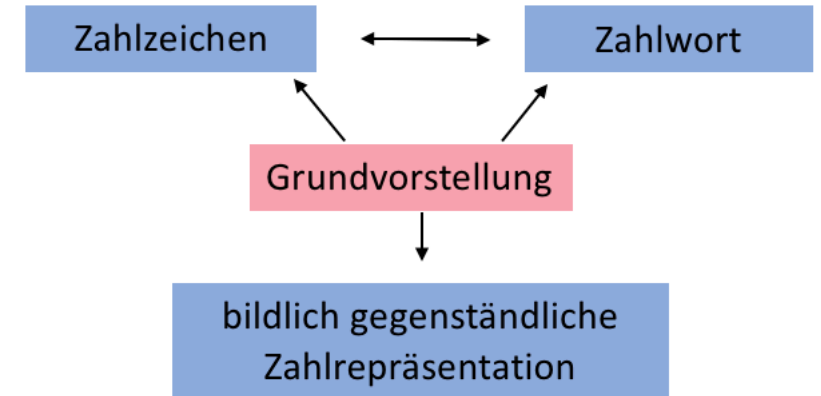 Zahlzeichen
Zahlwort
Grundvorstellung
bildlich gegenständliche
Zahlrepräsentation